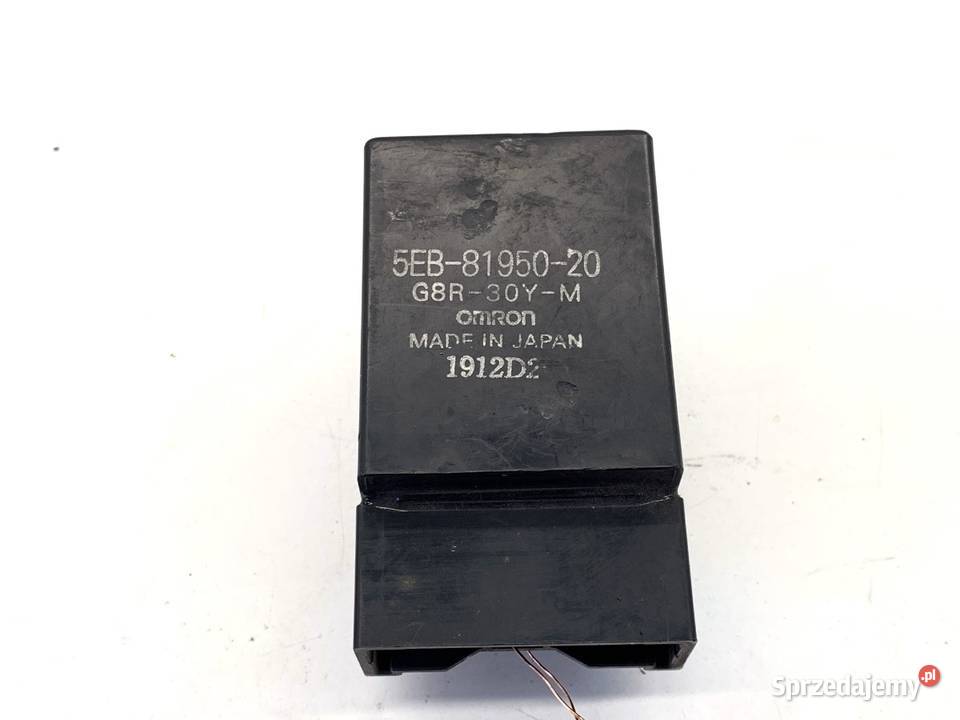 5EB-81950-20
G8R-30Y-M
omron
MADE IN JAPAN
1912D2
Sprzedajemy.pl